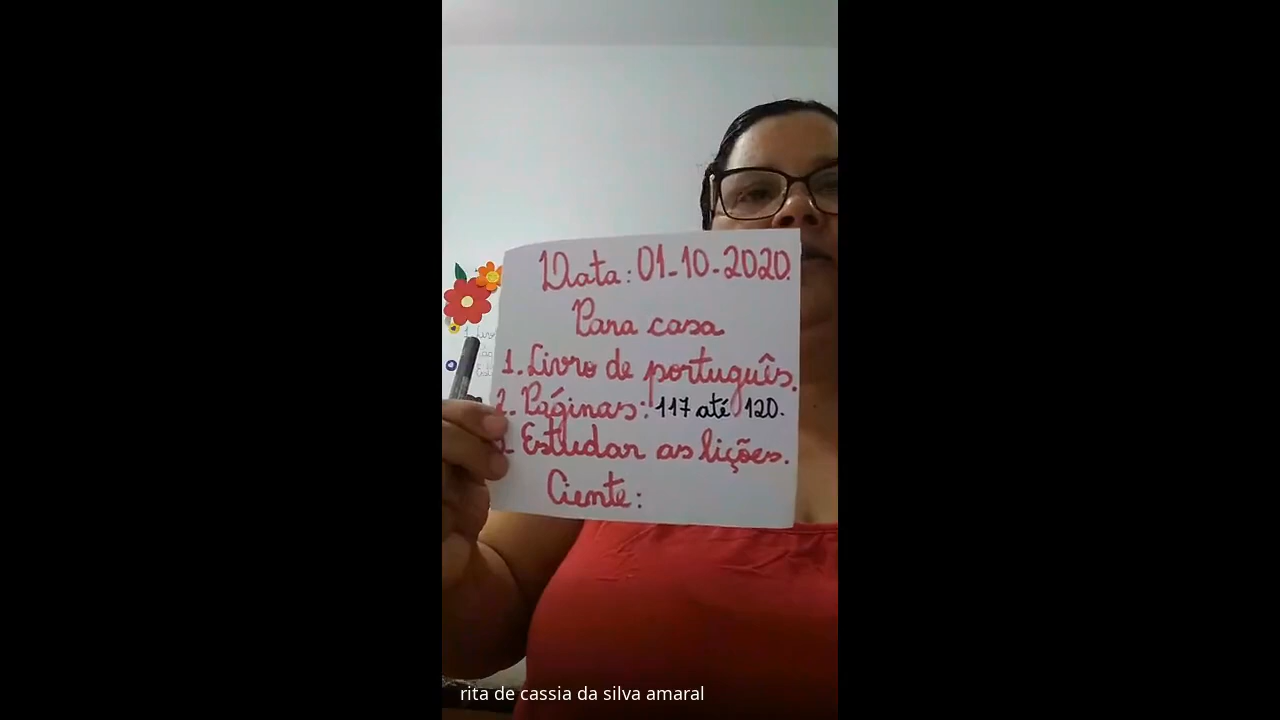 Data: 01-10-2020.
Para casa
1. Livro de português.
2. Páginas: 117 até 120.
Estudar as lições.
Ciente:
rita de cassia da silva amaral